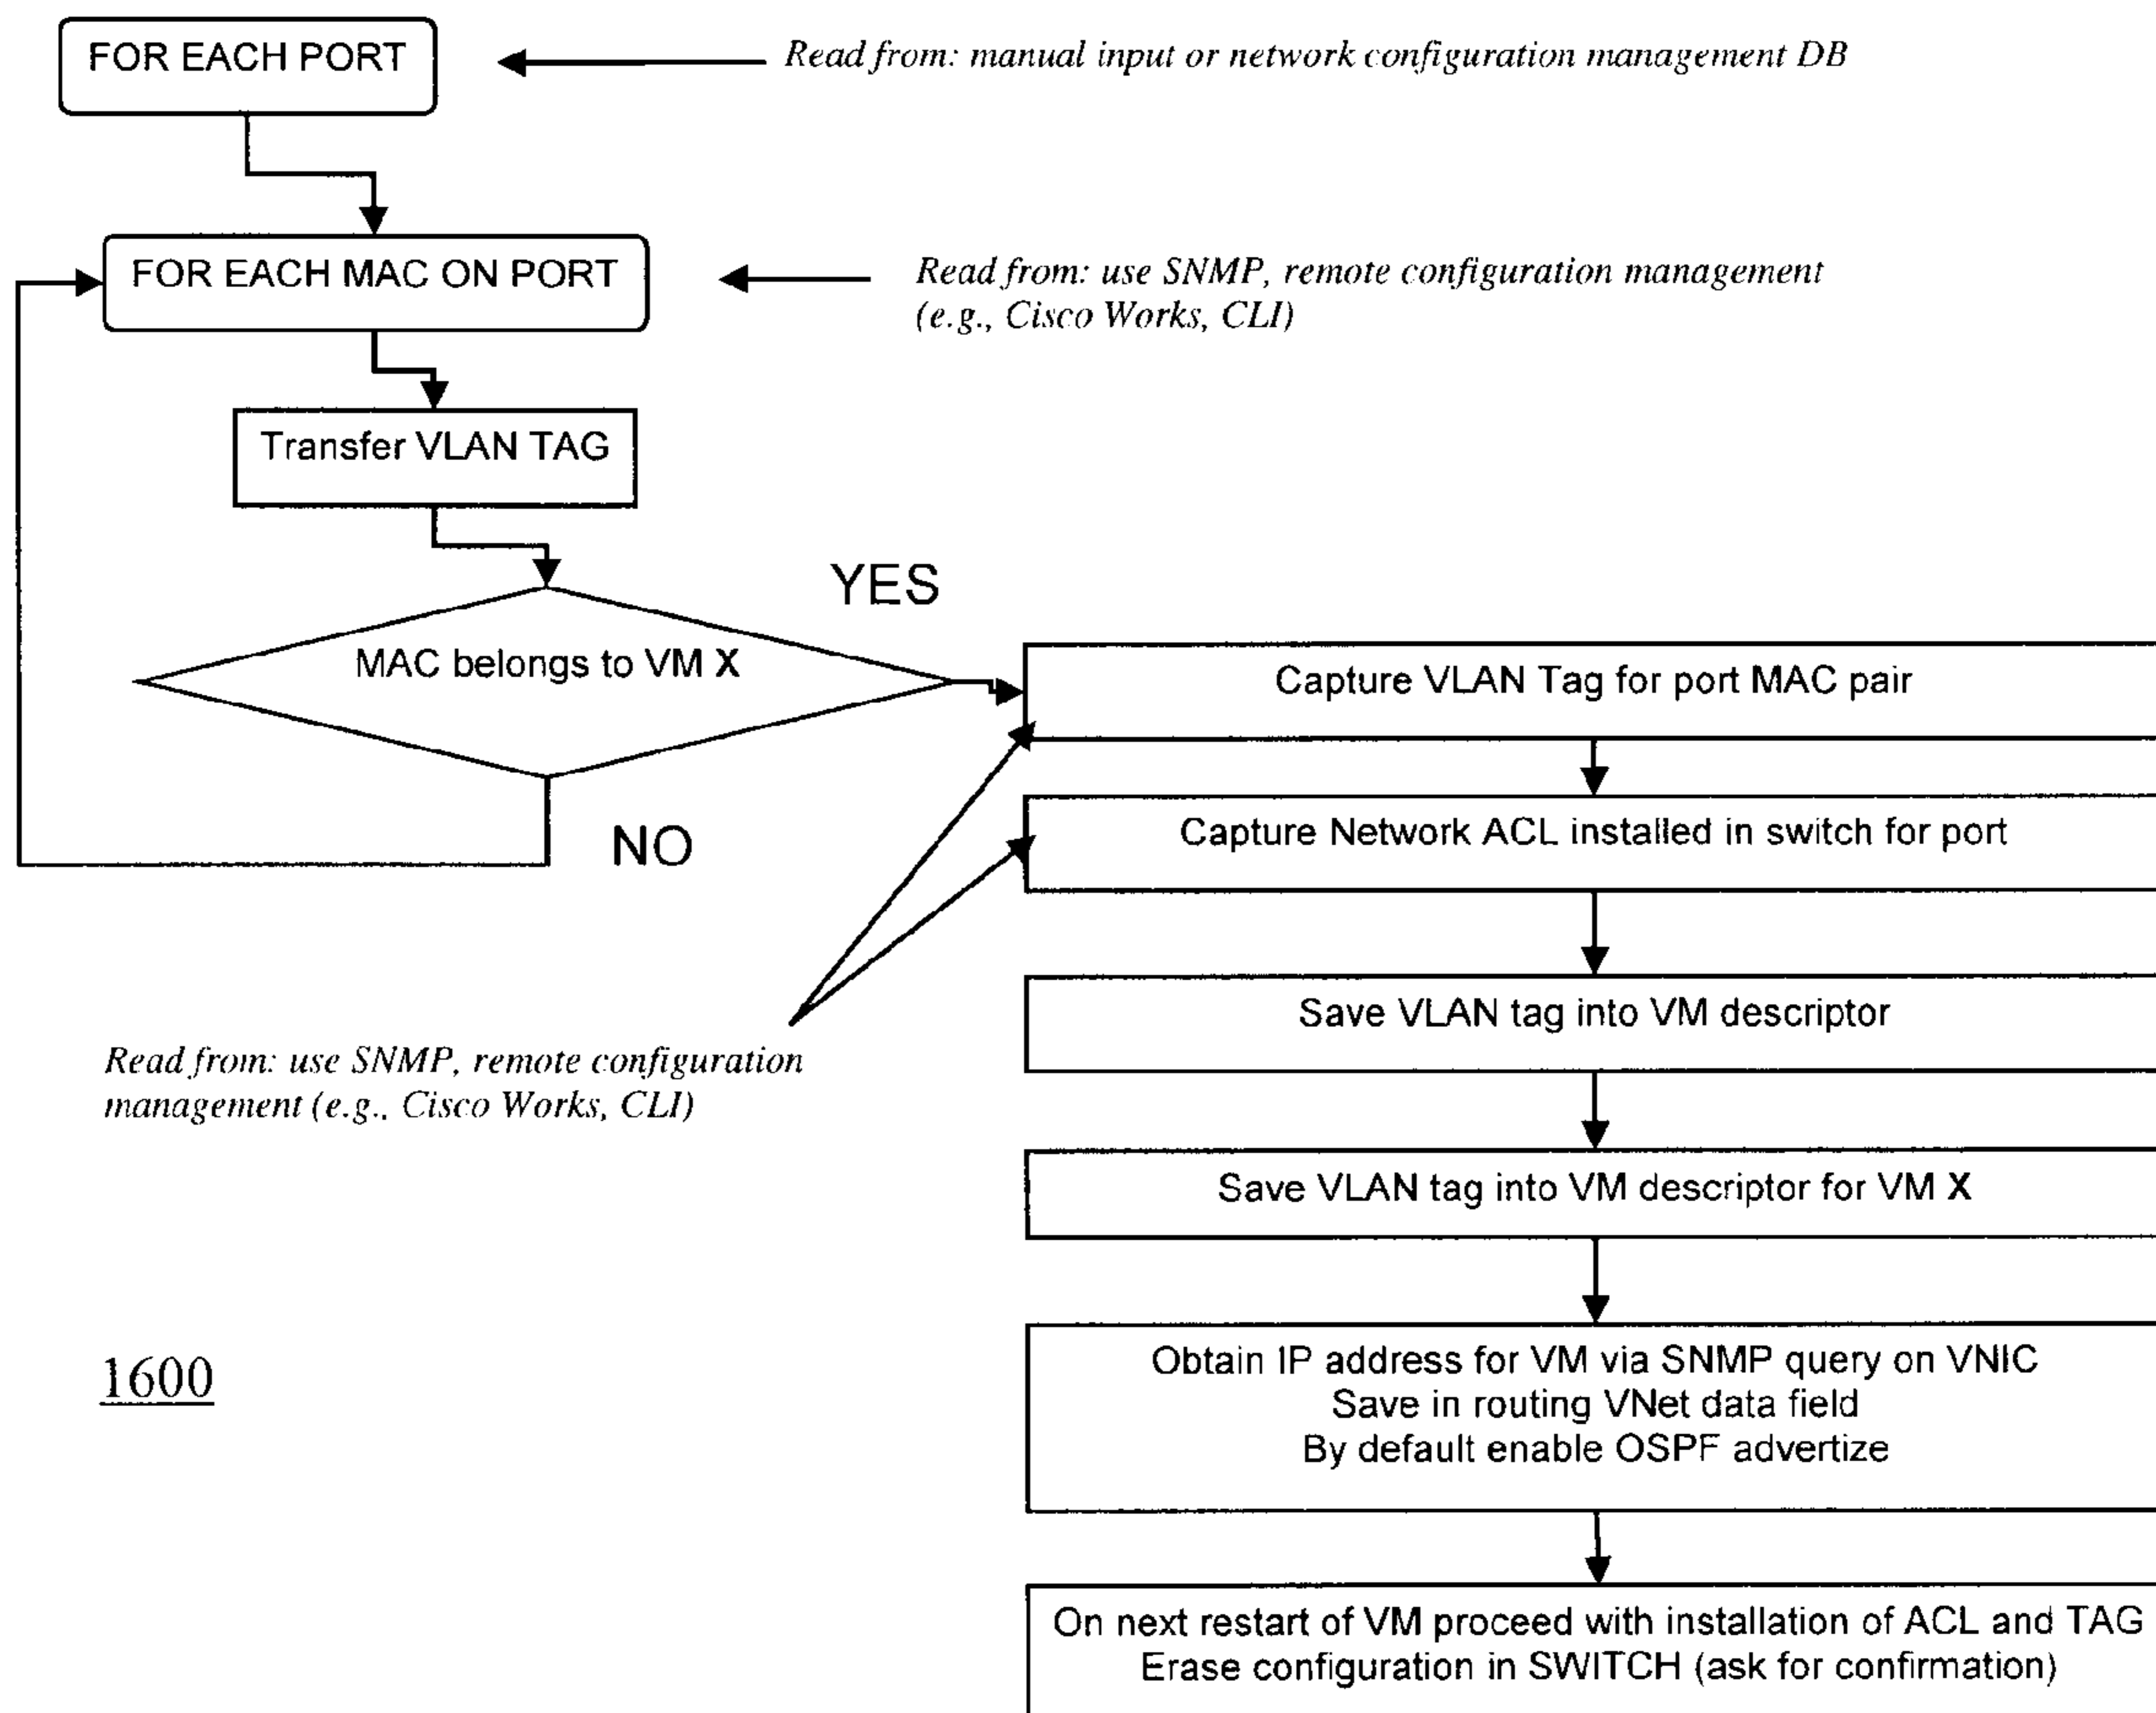 FOR EACH PORT
Read from: manual input or network configuration management DB
FOR EACH MAC ON PORT
Read from: use SNMP, remote configuration management
(e.g., Cisco Works, CLI)
Transfer VLAN TAG
YES
MAC belongs to VM X
NO
Capture VLAN Tag for port MAC pair
Capture Network ACL installed in switch for port
Save VLAN tag into VM descriptor
Read from: use SNMP, remote configuration
management (e.g., Cisco Works, CLI)
Save VLAN tag into VM descriptor for VM X
1600
Obtain IP address for VM via SNMP query on VNIC
Save in routing VNet data field
By default enable OSPF advertize
On next restart of VM proceed with installation of ACL and TAG
Erase configuration in SWITCH (ask for confirmation)